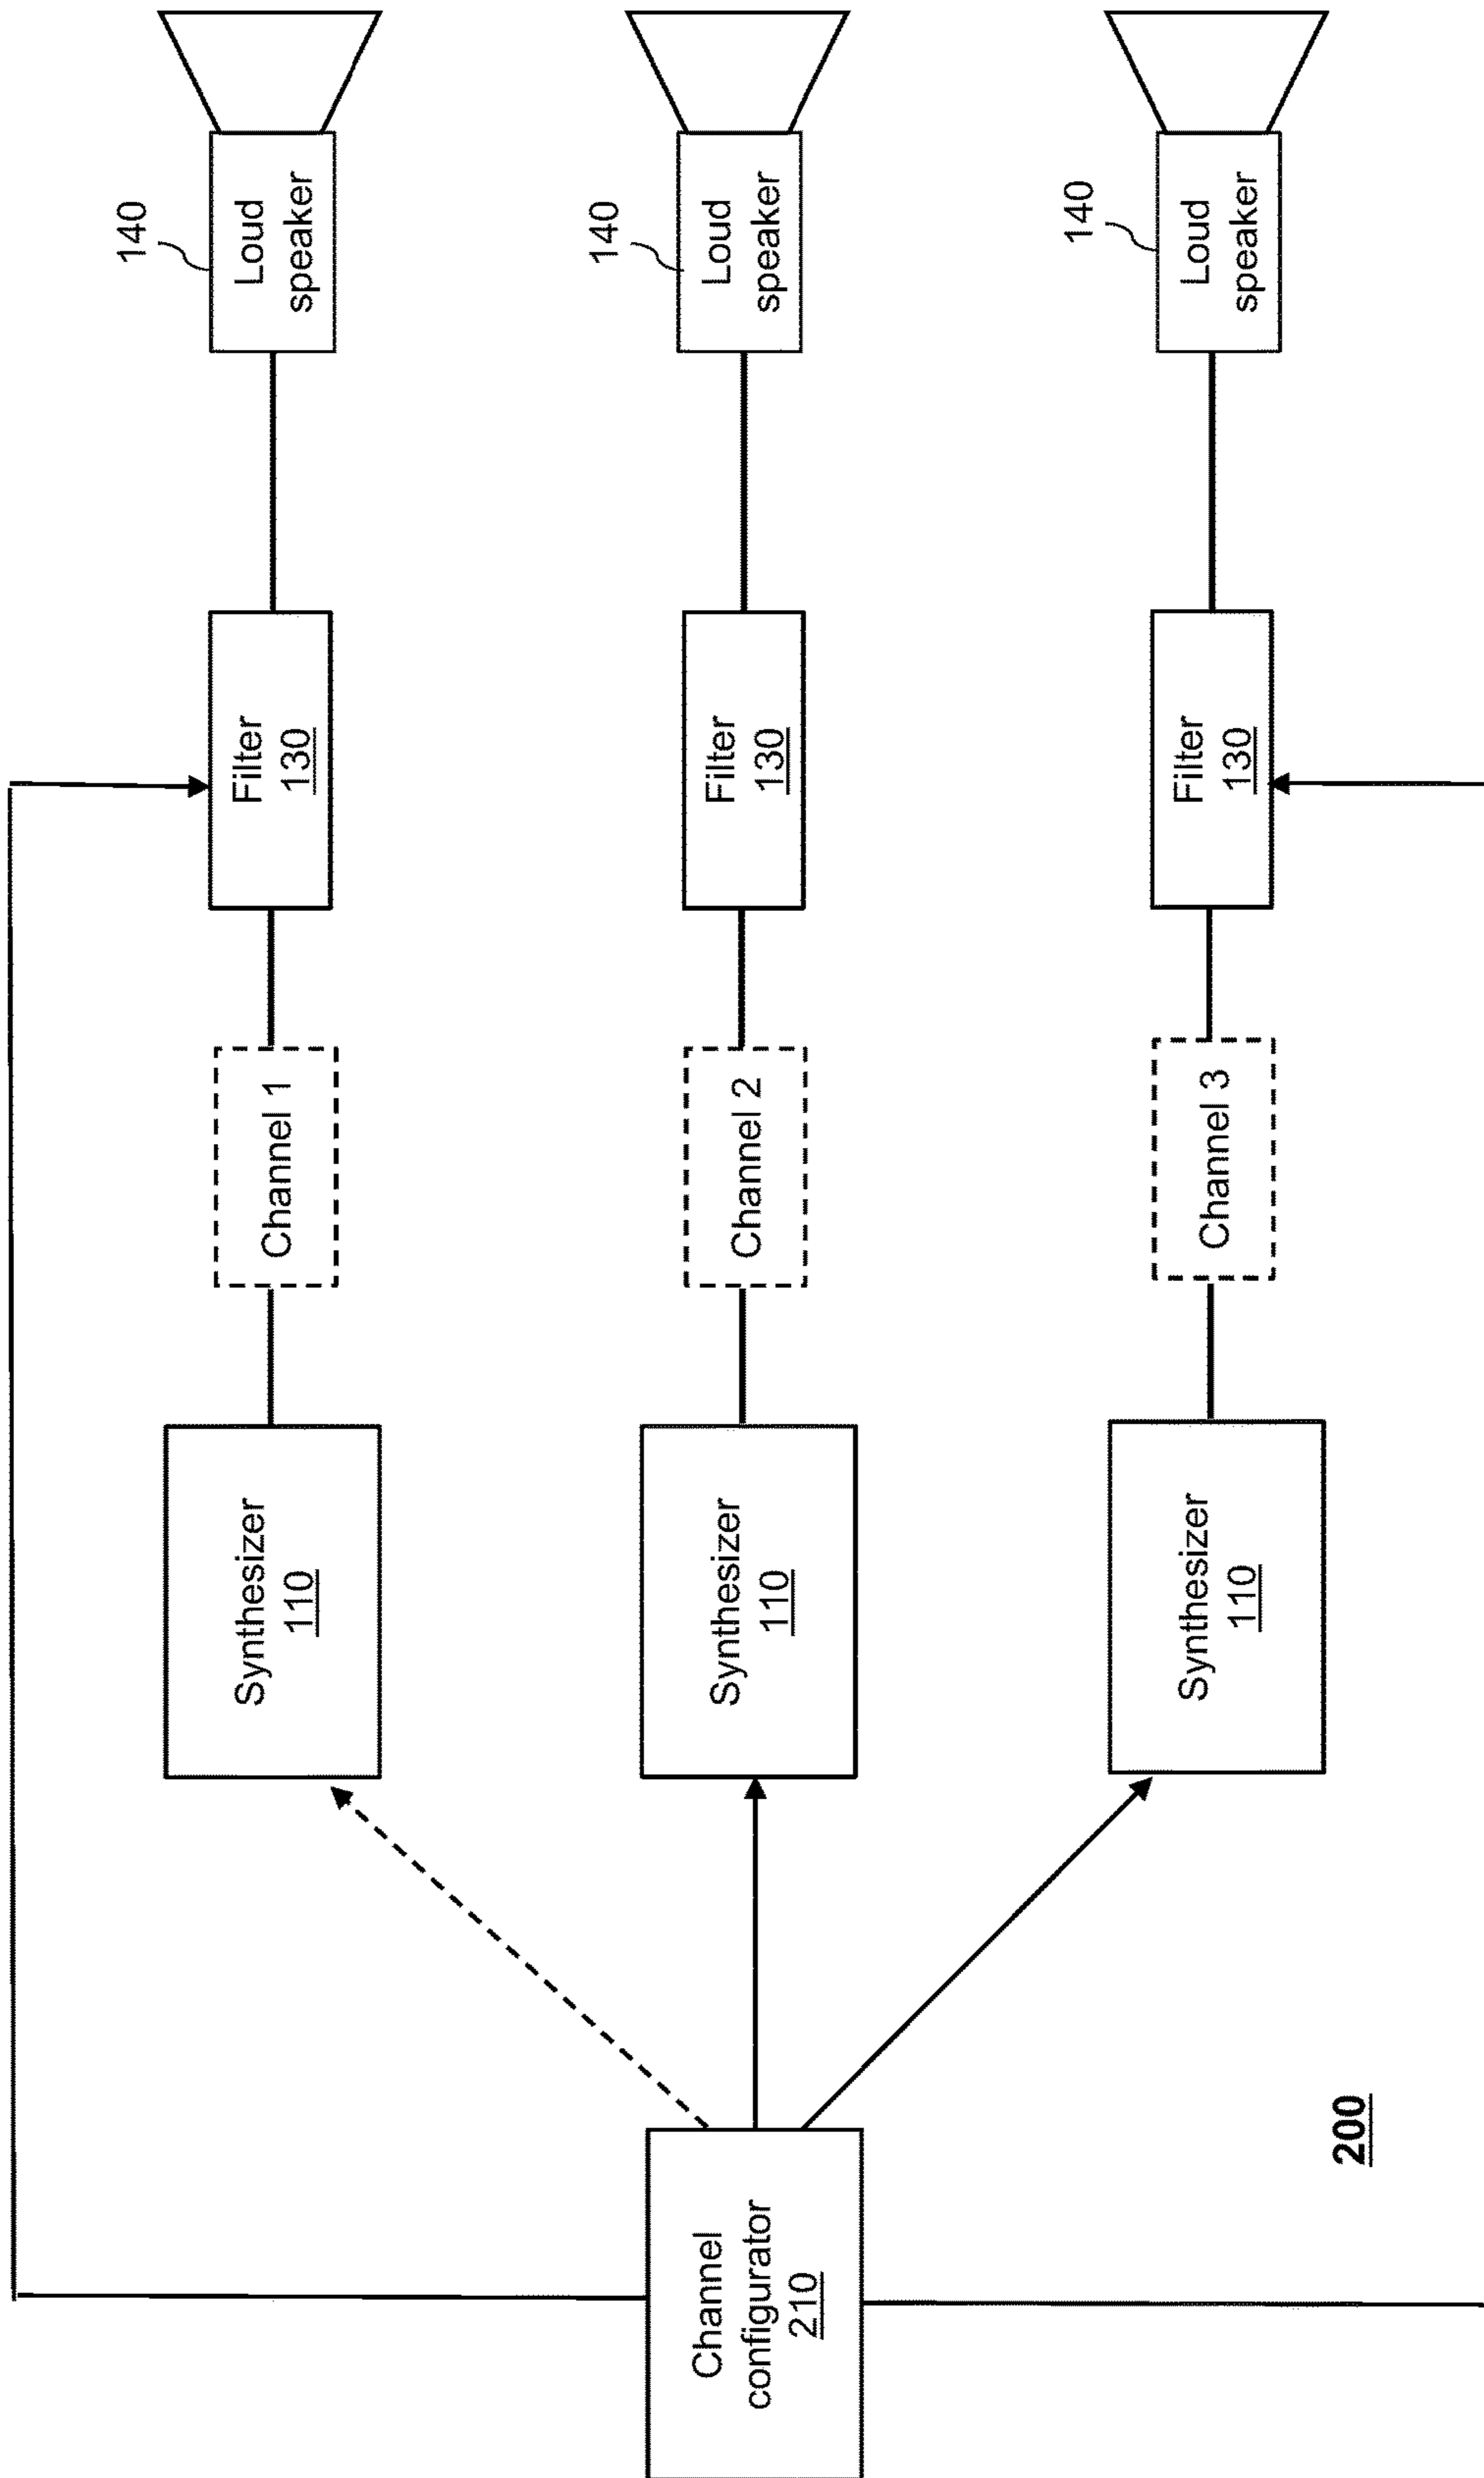 Channel
configurator
210
Synthesizer
110
Channel 1
Filter
130
Loud
speaker
140
Synthesizer
110
Channel 2
Filter
130
Loud
speaker
140
Synthesizer
110
Channel 3
Filter
130
Loud
speaker
140
200